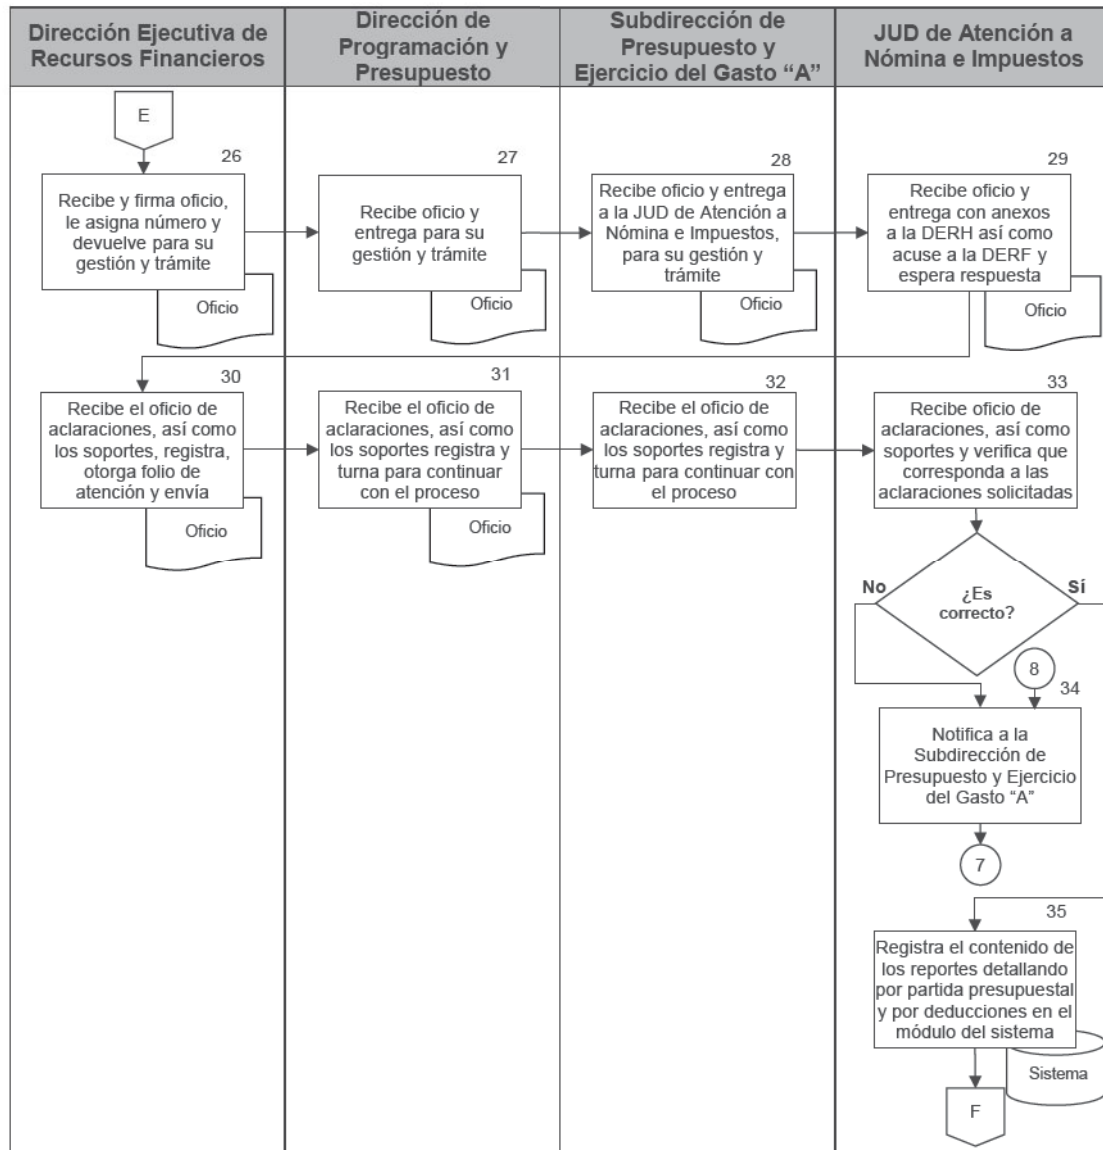 Dirección Ejecutiva de
Recursos Financieros
Dirección de
Programación y
Presupuesto
Subdirección de
Presupuesto y
Ejercicio del Gasto “A”
JUD de Atención a
Nómina e Impuestos
E
26
Recibe y firma oficio,
le asigna número y
devuelve para su
gestión y trámite
Oficio
27
Recibe oficio y
entrega para su
gestión y trámite
Oficio
28
Recibe oficio y entrega
a la JUD de Atención a
Nómina e Impuestos,
para su gestión y
trámite
Oficio
29
Recibe oficio y
entrega con anexos
a la DERH así como
acuse a la DERF y
espera respuesta
Oficio
30
Recibe el oficio de
aclaraciones, así como
los soportes, registra,
otorga folio de
atención y envía
Oficio
31
Recibe el oficio de
aclaraciones, así como
los soportes registra y
turna para continuar
con el proceso
Oficio
32
Recibe el oficio de
aclaraciones, así como
los soportes registra y
turna para continuar con
el proceso
33
Recibe oficio de
aclaraciones, así como
soportes y verifica que
corresponda a las
aclaraciones solicitadas
No
¿Es
correcto?
Sí
8
34
Notifica a la
Subdirección de
Presupuesto y Ejercicio
del Gasto “A”
7
35
Registra el contenido de
los reportes detallando
por partida presupuestal
y por deducciones en el
módulo del sistema
Sistema
F